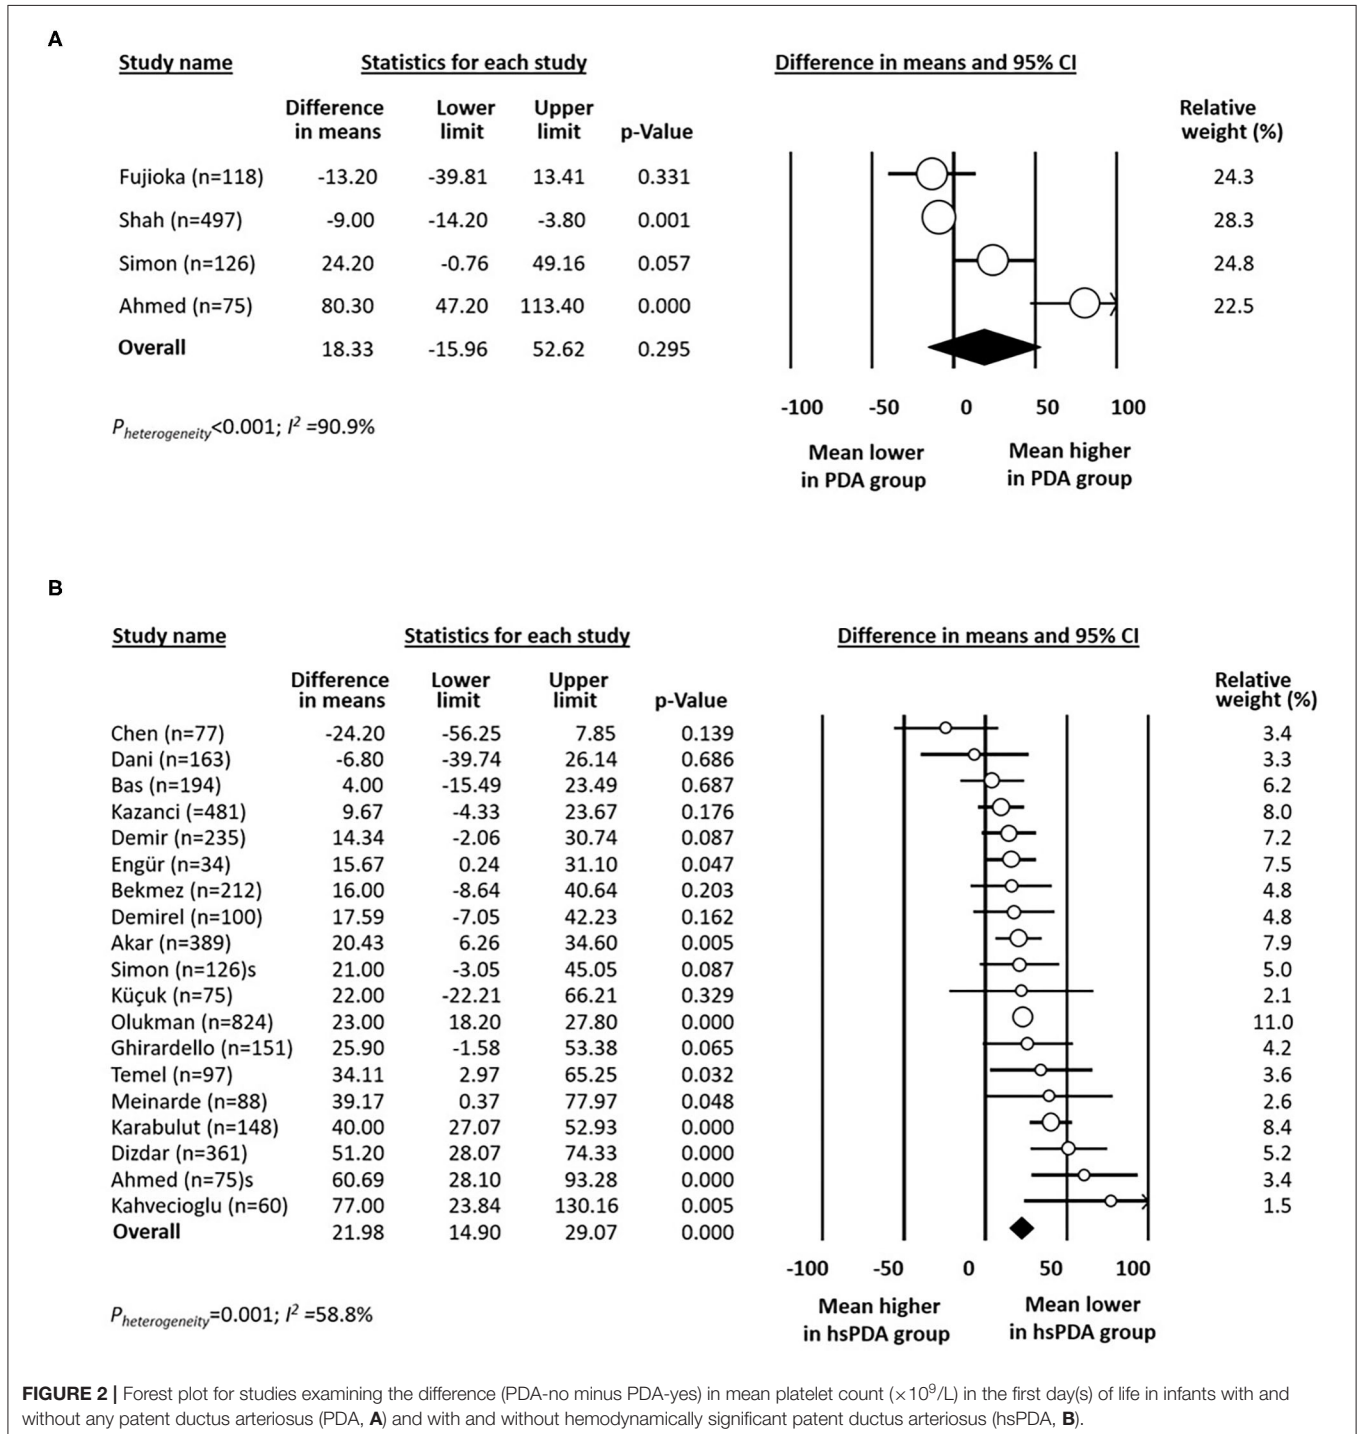 A
Study name Statistics for each study Difference in means and 95% CI
Difference in means Lower limit Upper limit p-Value Relative weight (%)
Fujioka (n=118) -13.20 -39.81 13.41 0.331 24.3
Shah (n=497) -9.00 -14.20 -3.80 0.001 28.3
Simon (n=126) 24.20 -0.76 49.16 0.057 24.8
Ahmed (n=75) 80.30 47.20 113.40 0.000 22.5
Overall 18.33 -15.96 52.62 0.295
-100 -50 0 50 100
Pheterogeneity<0.001; I2 =90.9%
Mean lower Mean higher
in PDA group in PDA group
B
Study name Statistics for each study Difference in means and 95% CI
Difference in means Lower limit Upper limit p-Value Relative weight (%)
Chen (n=77) -24.20 -56.25 7.85 0.139 3.4
Dani (n=163) -6.80 -39.74 26.14 0.686 3.3
Bas (n=194) 4.00 -15.49 23.49 0.687 6.2
Kazanci (=481) 9.67 -4.33 23.67 0.176 8.0
Demir (n=235) 14.34 -2.06 30.74 0.087 7.2
Engür (n=34) 15.67 0.24 31.10 0.047 7.5
Bekmez (n=212) 16.00 -8.64 40.64 0.203 4.8
Demirel (n=100) 17.59 -7.05 42.23 0.162 4.8
Akar (n=389) 20.43 6.26 34.60 0.005 7.9
Simon (n=126)s 21.00 -3.05 45.05 0.087 5.0
Küçuk (n=75) 22.00 -22.21 66.21 0.329 2.1
Olukman (n=824) 23.00 18.20 27.80 0.000 11.0
Ghirardello (n=151) 25.90 -1.58 53.38 0.065 4.2
Temel (n=97) 34.11 2.97 65.25 0.032 3.6
Meinarde (n=88) 39.17 0.37 77.97 0.048 2.6
Karabulut (n=148) 40.00 27.07 52.93 0.000 8.4
Dizdar (n=361) 51.20 28.07 74.33 0.000 5.2
Ahmed (n=75)s 60.69 28.10 93.28 0.000 3.4
Kahvecioglu (n=60) 77.00 23.84 130.16 0.005 1.5
Overall 21.98 14.90 29.07 0.000
-100 -50 0 50 100
Pheterogeneity=0.001; I2 =58.8%
Mean higher Mean lower
in hsPDA group in hsPDA group
FIGURE 2 | Forest plot for studies examining the difference (PDA-no minus PDA-yes) in mean platelet count (×10⁹/L) in the first day(s) of life in infants with and
without any patent ductus arteriosus (PDA, A) and with and without hemodynamically significant patent ductus arteriosus (hsPDA, B).